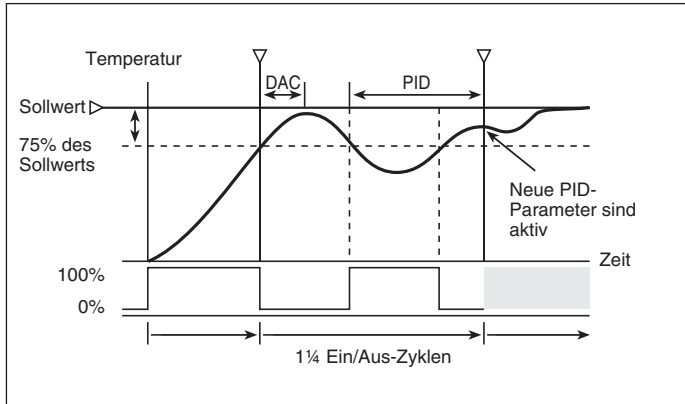 Temperatur
DAC
PID
Sollwert
75% des
Sollwerts
Neue PID-
Parameter sind
aktiv
Zeit
100%
0%
1¼ Ein/Aus-Zyklen